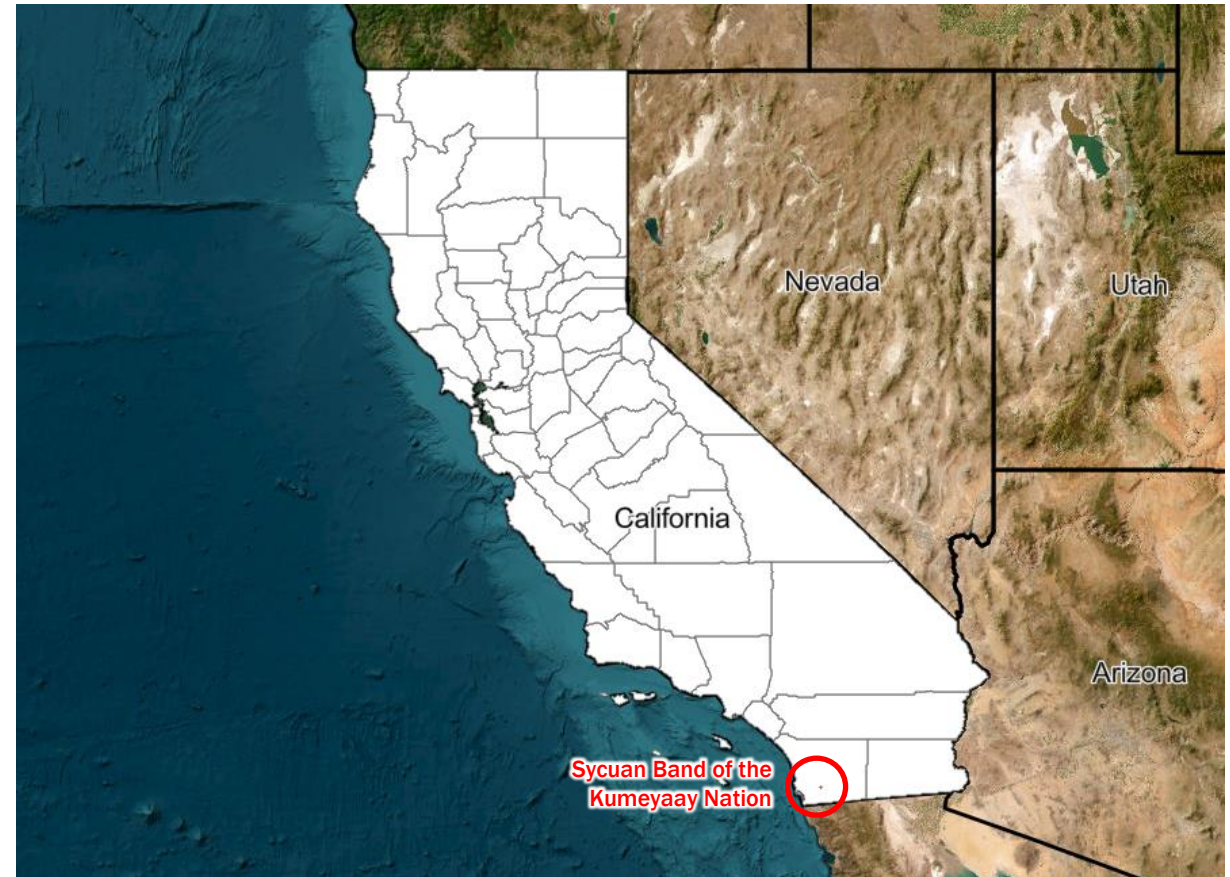 Nevada
Utah
California
Arizona
Sycuan Band of the
Kumeyaay Nation